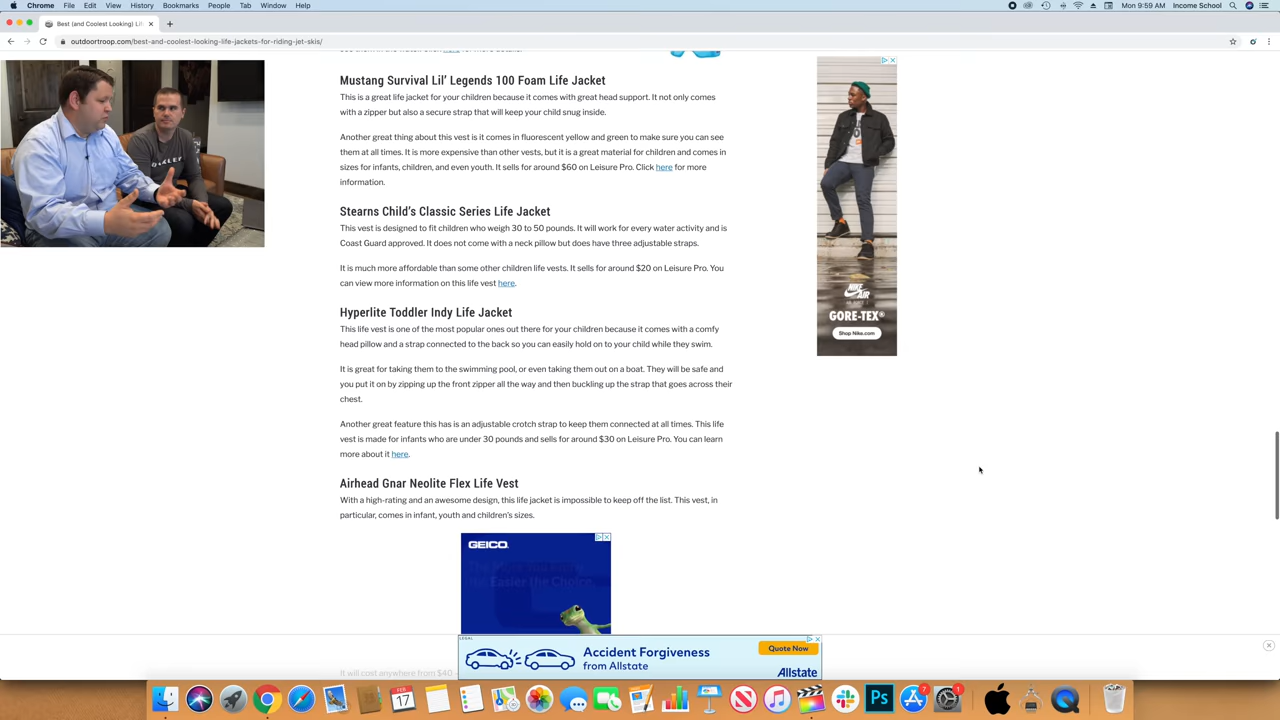 Chrome File Edit View History Bookmarks People Tab Window Help
Mon 9:59 AM Income School
Best (and Coolest Looking) Li
outdoortroop.com/best-and-coolest-looking-life-jackets-for-riding-jet-skis/
Mustang Survival Lil' Legends 100 Foam Life Jacket
This is a great life jacket for your children because it comes with great head support. It not only comes
with a zipper but also a secure strap that will keep your child snug inside.
Another great thing about this vest is it comes in fluorescent yellow and green to make sure you can see
them at all times. It is more expensive than other vests, but it is a great material for children and comes in
sizes for infants, children, and even youth. It sells for around $60 on Leisure Pro. Click here for more
information.
Stearns Child's Classic Series Life Jacket
This vest is designed to fit children who weigh 30 to 50 pounds. It will work for every water activity and is
Coast Guard approved. It does not come with a neck pillow but does have three adjustable straps.
It is much more affordable than some other children life vests. It sells for around $20 on Leisure Pro. You
can view more information on this life vest here.
Hyperlite Toddler Indy Life Jacket
This life vest is one of the most popular ones out there for your children because it comes with a comfy
head pillow and a strap connected to the back so you can easily hold on to your child while they swim.
It is great for taking them to the swimming pool, or even taking them out on a boat. They will be safe and
you put it on by zipping up the front zipper all the way and then buckling up the strap that goes across their
chest.
Another great feature this has is an adjustable crotch strap to keep them connected at all times. This life
vest is made for infants who are under 30 pounds and sells for around $30 on Leisure Pro. You can learn
more about it here.
Airhead Gnar Neolite Flex Life Vest
With a high-rating and an awesome design, this life jacket is impossible to keep off the list. This vest, in
particular, comes in infant, youth and children's sizes.
GEICO
Easier the Choice.
It will cost anywhere from $40
LEGAL
Accident Forgiveness
from Allstate
Quote Now
Allstate
OAKLEY
NIKE
AIR
GORE-TEX®
Shop Nike.com
FEB
17
Ps
7
1